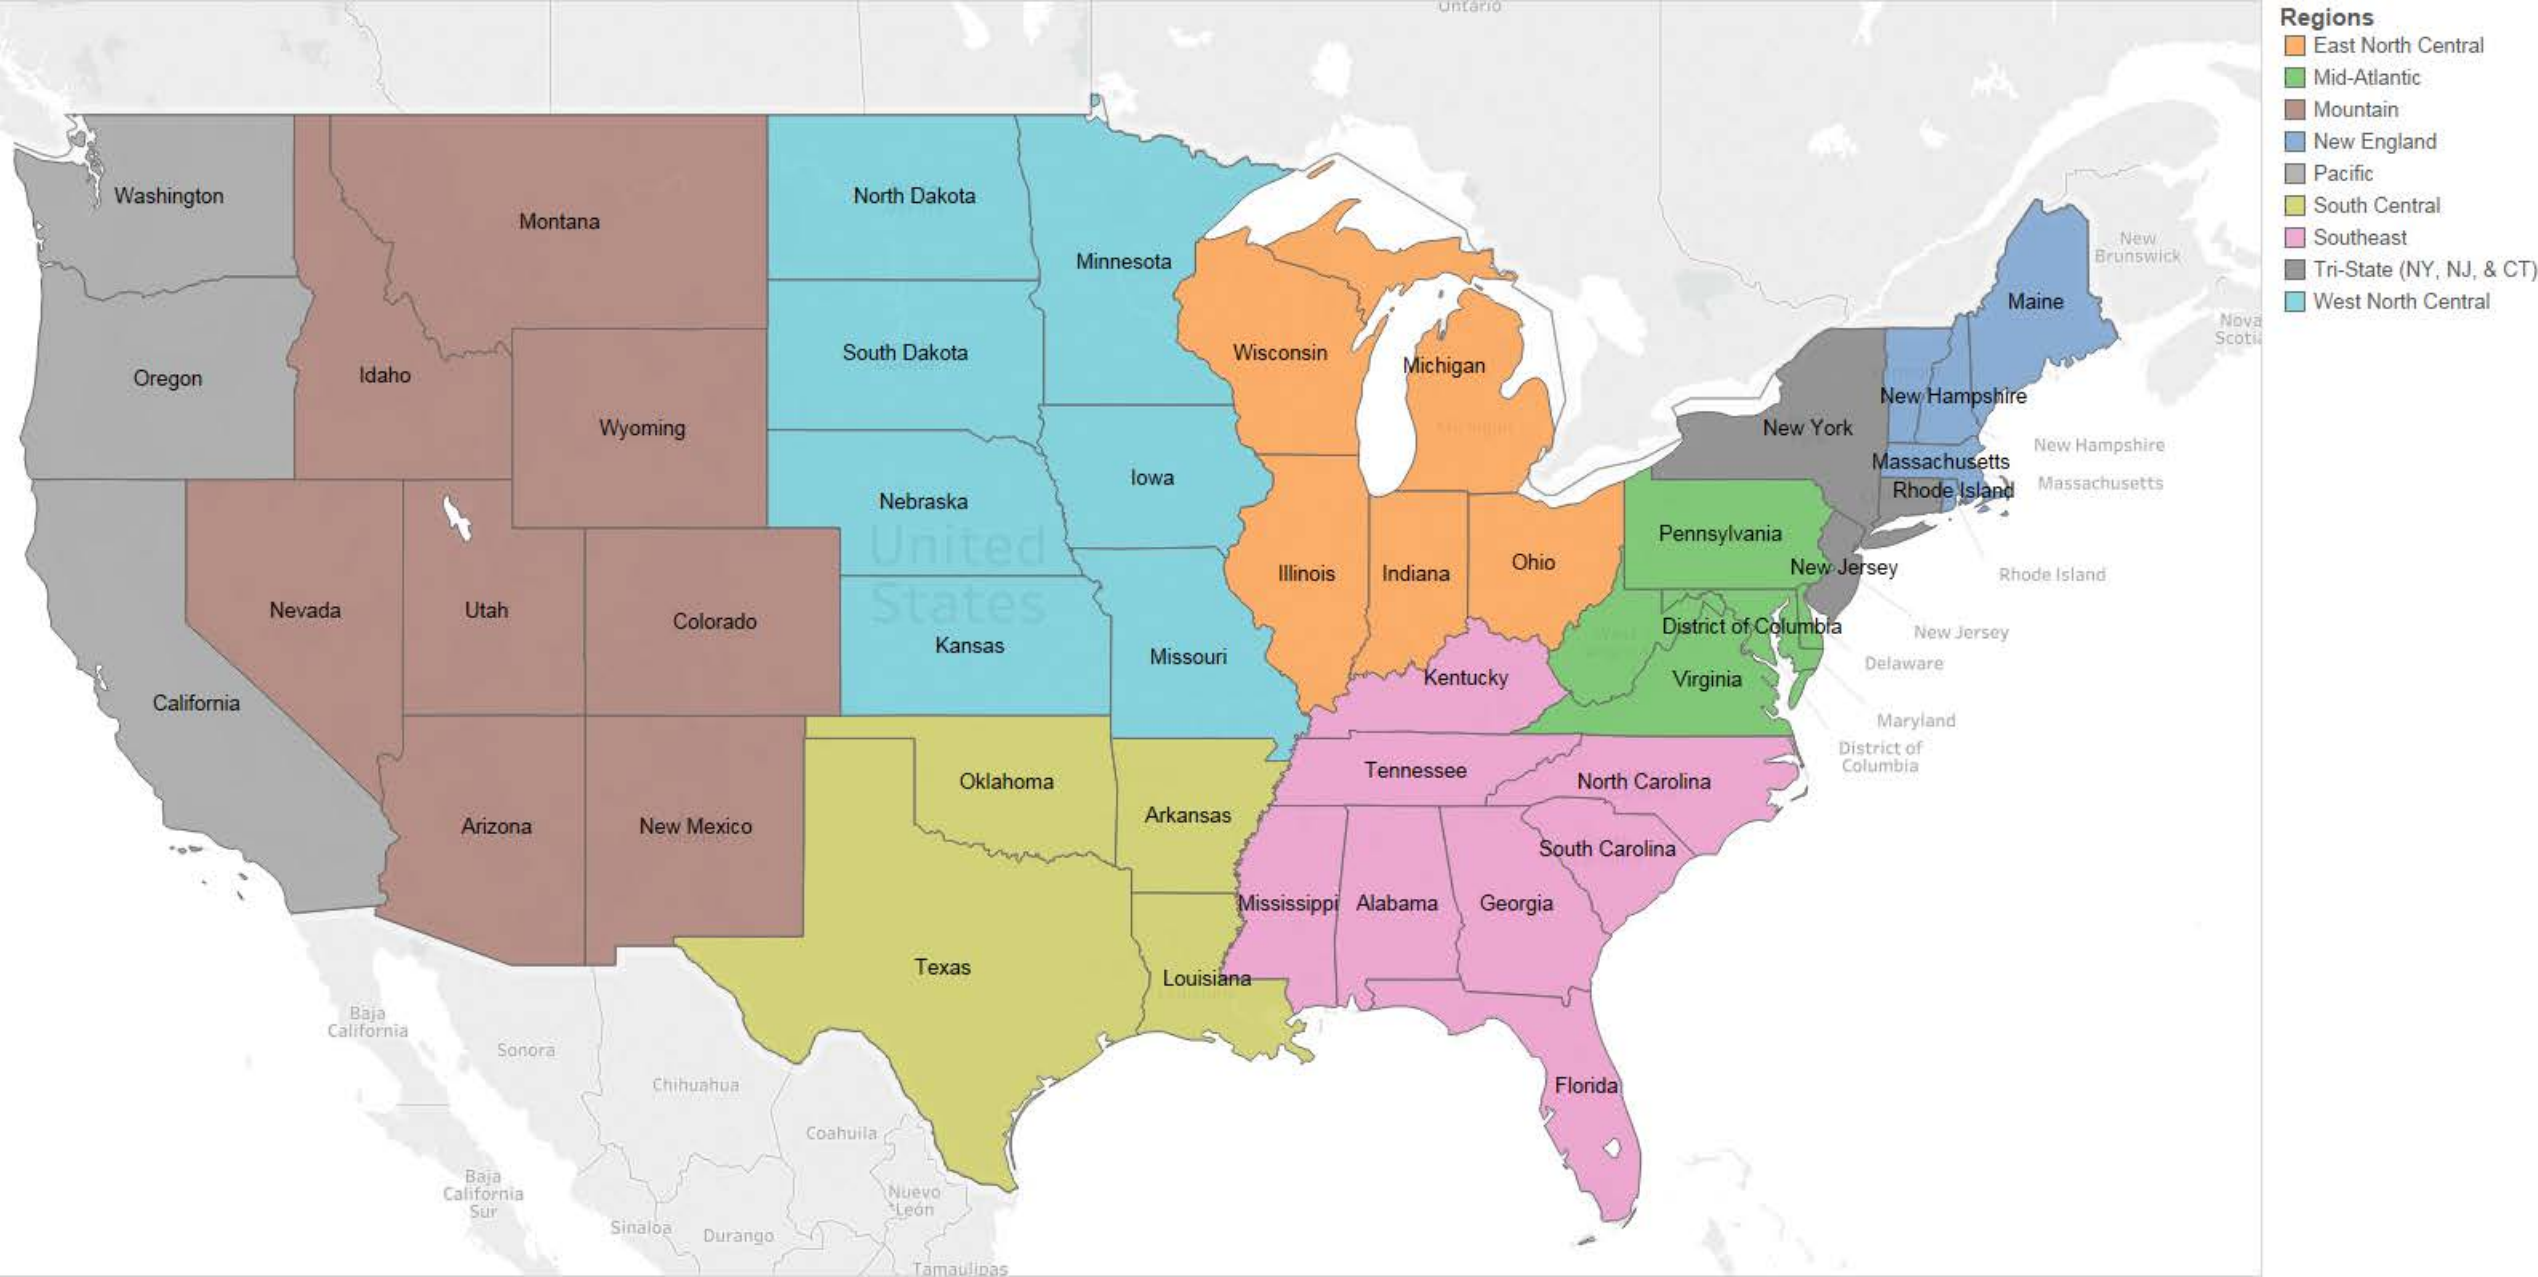 Ontario
Regions
East North Central
Mid-Atlantic
Mountain
New England
Pacific
South Central
Southeast
Tri-State (NY, NJ, & CT)
West North Central
Washington
Montana
North Dakota
Minnesota
New
Brunswick
Maine
Nova
Scotia
Oregon
Idaho
South Dakota
Wisconsin
Michigan
Wyoming
New York
New Hampshire
New Hampshire
Iowa
Nebraska
Massachusetts
Massachusetts
Rhode Island
United
States
Pennsylvania
Nevada
Utah
Colorado
Kansas
Missouri
Illinois
Indiana
Ohio
New Jersey
Rhode Island
District of Columbia
New Jersey
Delaware
California
Kentucky
Virginia
Maryland
District of
Columbia
Oklahoma
Tennessee
North Carolina
Arizona
New Mexico
Arkansas
South Carolina
Mississippi
Alabama
Georgia
Texas
Louisiana
Florida
Baja
California
Sonora
Chihuahua
Coahuila
Baja
California
Sur
Nuevo
León
Sinaloa
Durango
Tamaulipas